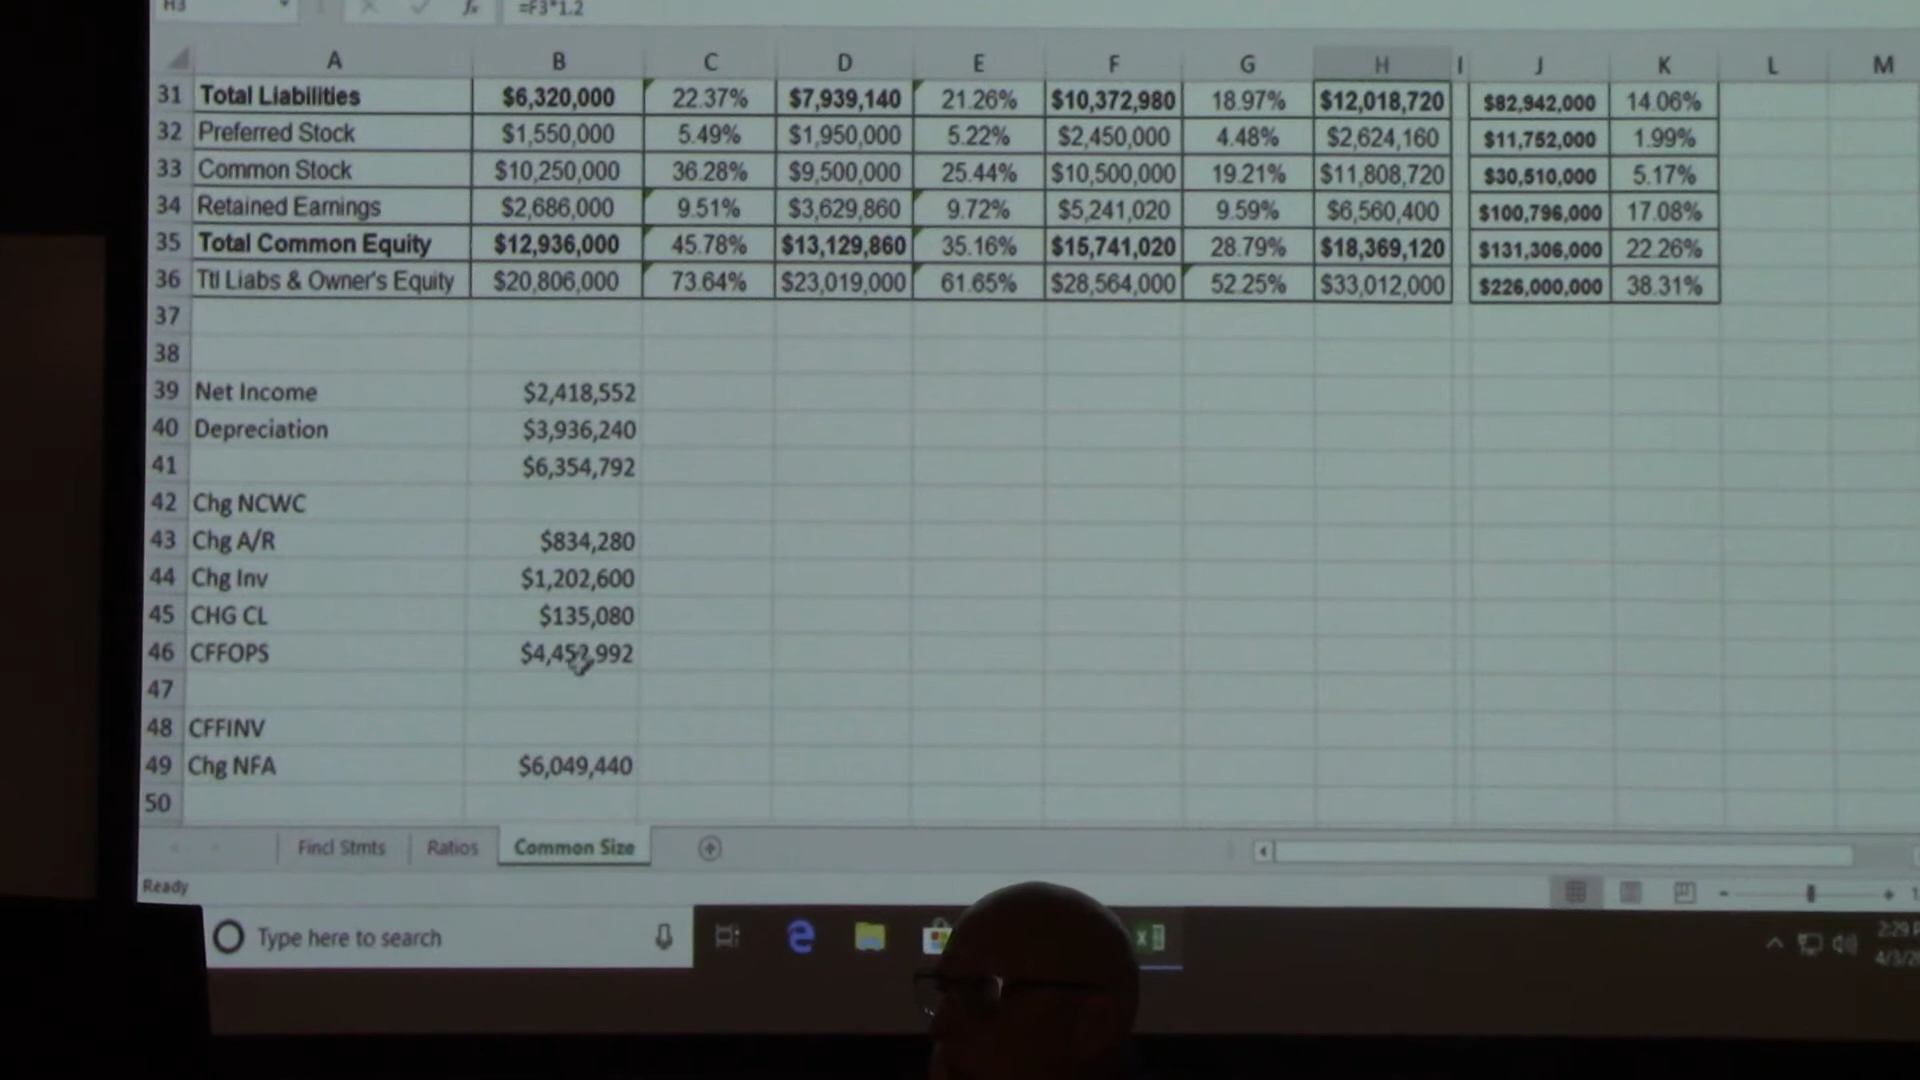 H3 fx =F3*1.2
A B C D E F G H I J K L M
31 Total Liabilities $6,320,000 22.37% $7,939,140 21.26% $10,372,980 18.97% $12,018,720 $82,942,000 14.06%
32 Preferred Stock $1,550,000 5.49% $1,950,000 5.22% $2,450,000 4.48% $2,624,160 $11,752,000 1.99%
33 Common Stock $10,250,000 36.28% $9,500,000 25.44% $10,500,000 19.21% $11,808,720 $30,510,000 5.17%
34 Retained Earnings $2,686,000 9.51% $3,629,860 9.72% $5,241,020 9.59% $6,560,400 $100,796,000 17.08%
35 Total Common Equity $12,936,000 45.78% $13,129,860 35.16% $15,741,020 28.79% $18,369,120 $131,306,000 22.26%
36 Ttl Liabs & Owner's Equity $20,806,000 73.64% $23,019,000 61.65% $28,564,000 52.25% $33,012,000 $226,000,000 38.31%
37
38
39 Net Income $2,418,552
40 Depreciation $3,936,240
41 $6,354,792
42 Chg NCWC
43 Chg A/R $834,280
44 Chg Inv $1,202,600
45 CHG CL $135,080
46 CFFOPS $4,452,992
47
48 CFFINV
49 Chg NFA $6,049,440
50
Fincl Stmts Ratios Common Size
Ready
Type here to search
2:29
4/3/2